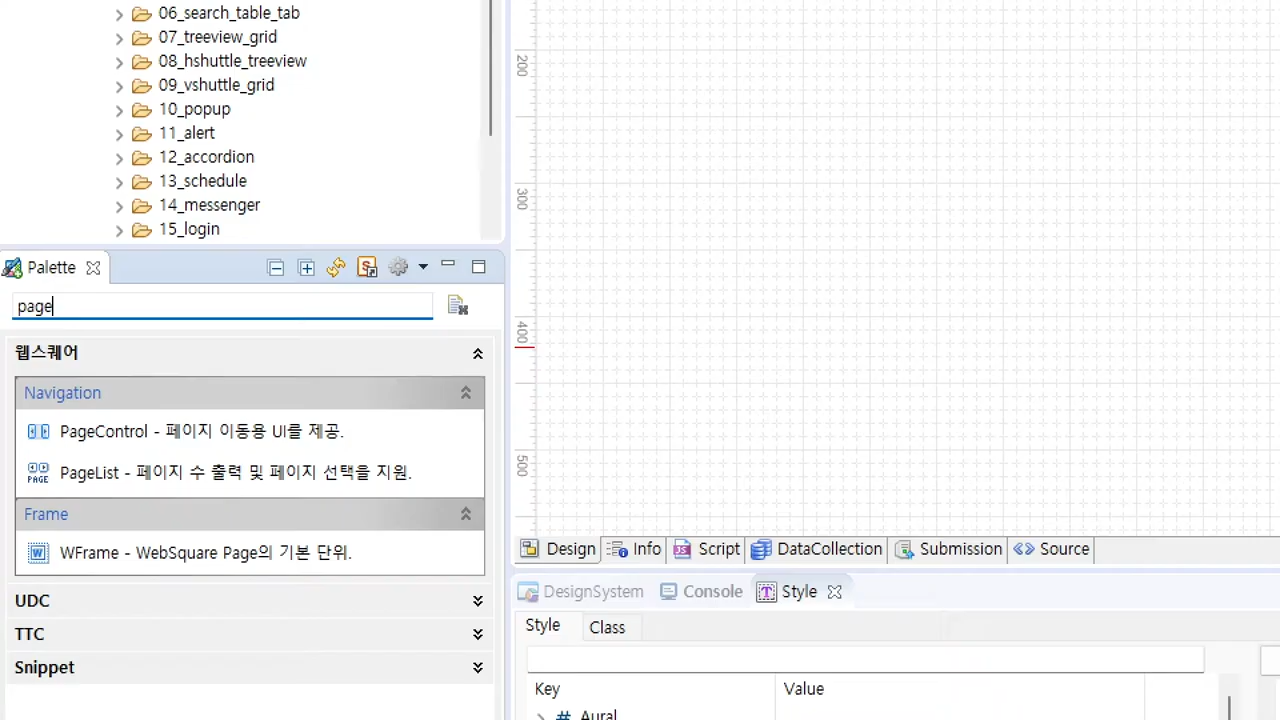 06_search_table_tab
07_treeview_grid
08_hshuttle_treeview
09_vshuttle_grid
10_popup
11_alert
12_accordion
13_schedule
14_messenger
15_login
Palette
page
웹스퀘어
Navigation
PageControl - 페이지 이동용 UI를 제공.
PAGE
PageList - 페이지 수 출력 및 페이지 선택을 지원.
Frame
W
WFrame - WebSquare Page의 기본 단위.
UDC
TTC
Snippet
200
300
400
500
Design Info JS Script DataCollection Submission Source
DesignSystem Console T Style
Style Class
Key Value
# Aural